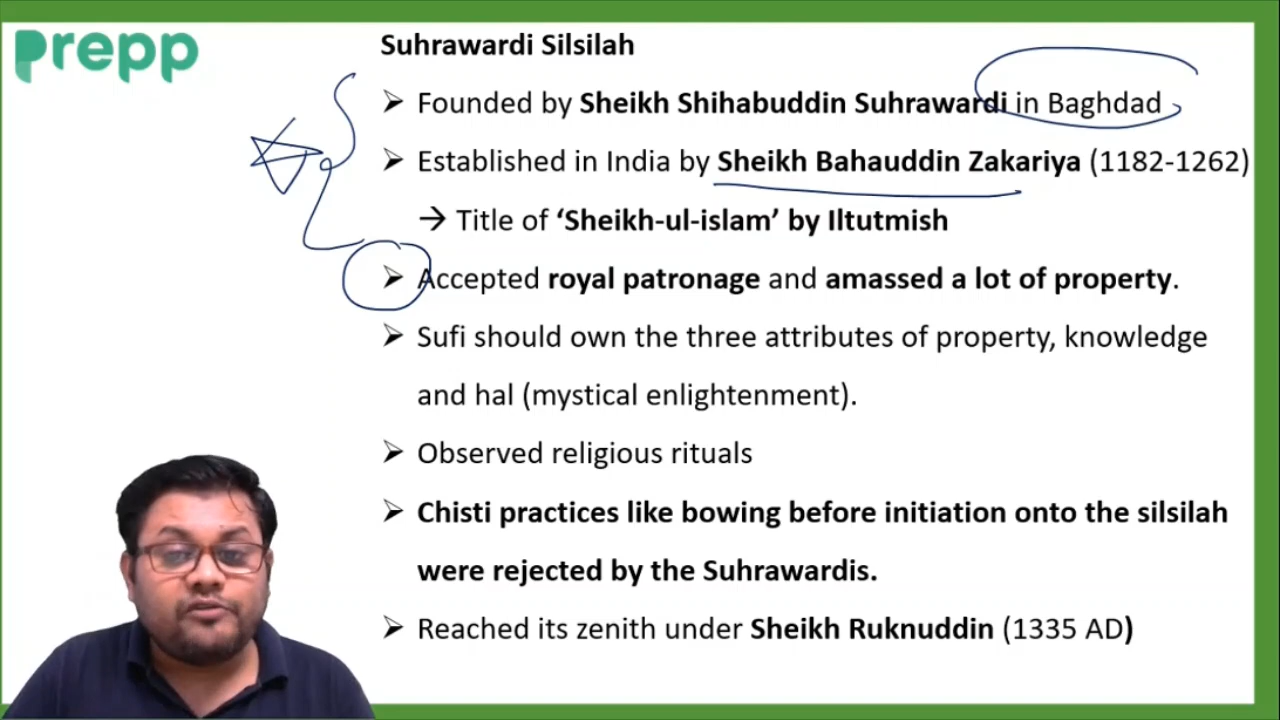 prepp
Suhrawardi Silsilah
➢ Founded by Sheikh Shihabuddin Suhrawardi in Baghdad
➢ Established in India by Sheikh Bahauddin Zakariya (1182-1262)
→ Title of ‘Sheikh-ul-islam’ by Iltutmish
➢ Accepted royal patronage and amassed a lot of property.
➢ Sufi should own the three attributes of property, knowledge
and hal (mystical enlightenment).
➢ Observed religious rituals
➢ Chisti practices like bowing before initiation onto the silsilah
were rejected by the Suhrawardis.
➢ Reached its zenith under Sheikh Ruknuddin (1335 AD)